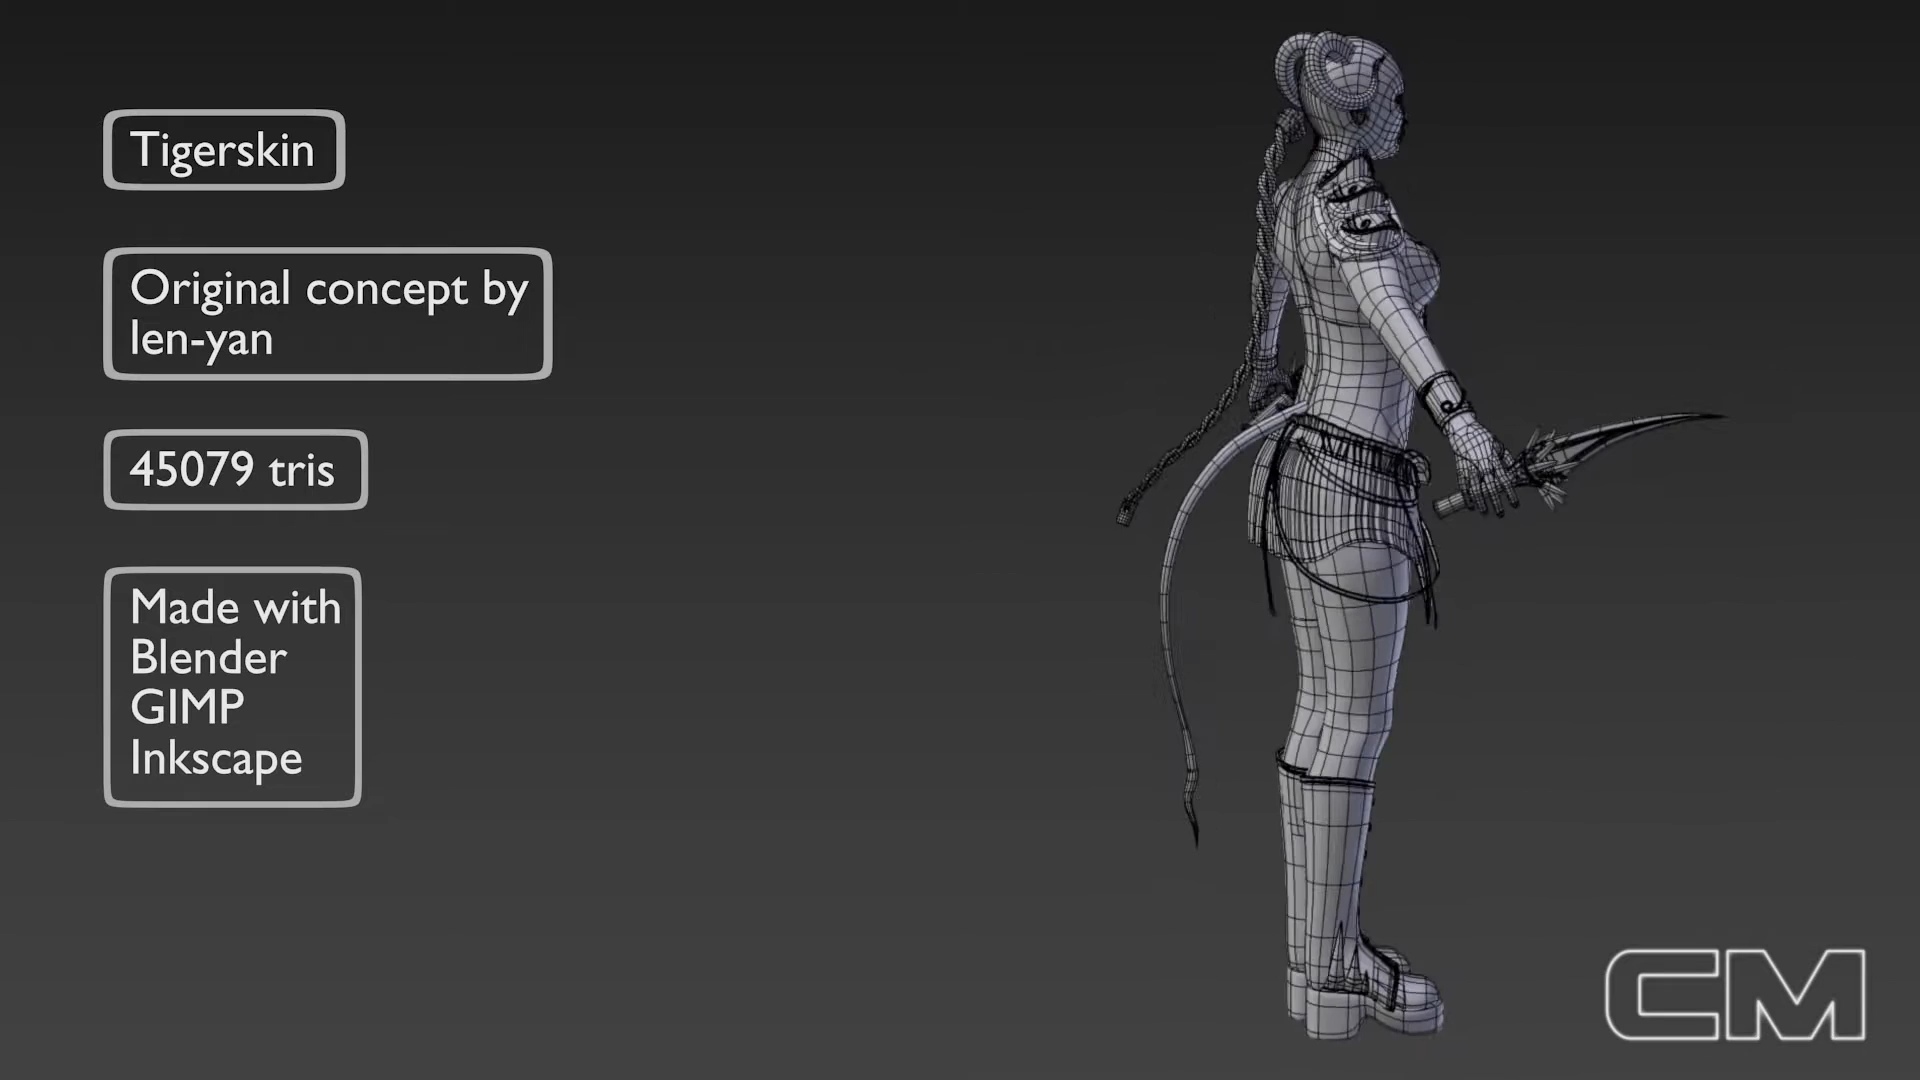 Tigerskin
Original concept by
len-yan
45079 tris
Made with
Blender
GIMP
Inkscape
CM